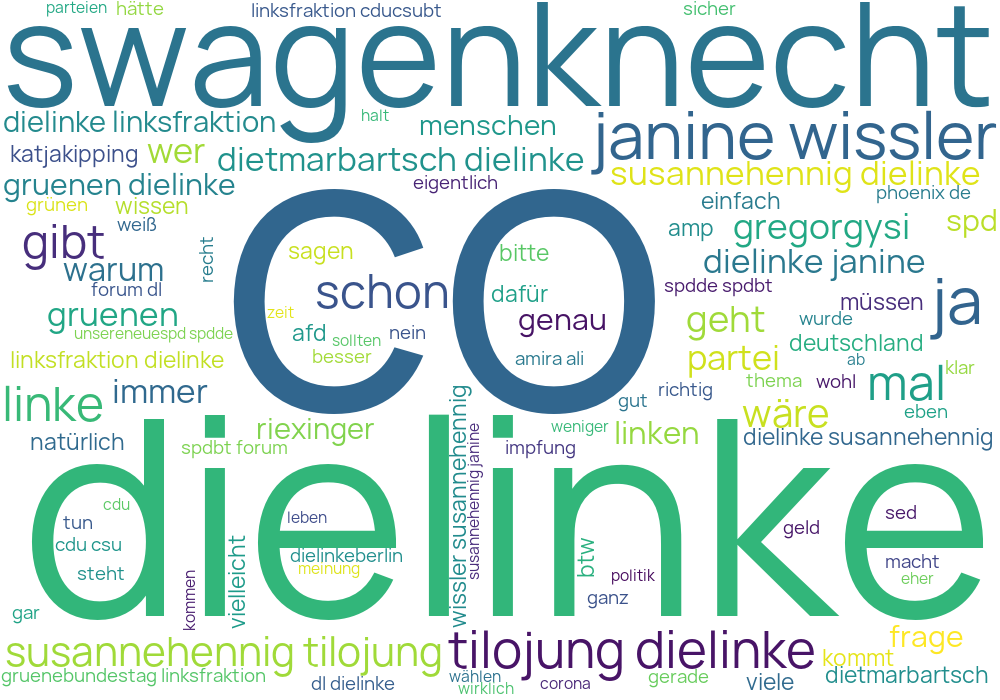 parteien hätte linksfraktion cducsubt sicher
swagenknecht
dielinke linksfraktion halt menschen janine wissler
katjakipping wer dietmarbartsch dielinke
gruenen dielinke eigentlich susannehennig dielinke
grünen wissen einfach phoenix de
weiß amp gregorgysi spd
gibt recht sagen bitte
warum dielinke janine
forum dl schon dafür spdde spdbt müssen ja
co
gruenen zeit genau geht wurde
unsereneuespd spdde afd sollten nein deutschland
linksfraktion dielinke besser amira ali partei ab klar
linke immer richtig thema wohl mal
gut wäre eben
natürlich riexinger weniger linken dielinke susannehennig
spdbt forum impfung
dielinke
wissler susannehennig
susannehennig janine
cdu leben sed
tun geld
cdu csu vielleicht dielinkeberlin btw macht
steht meinung politik eher
gar kommen ganz
susannehennig tilojung tilojung dielinke frage
kommt
gruenebundestag linksfraktion wählen gerade dietmarbartsch
dl dielinke wirklich corona viele